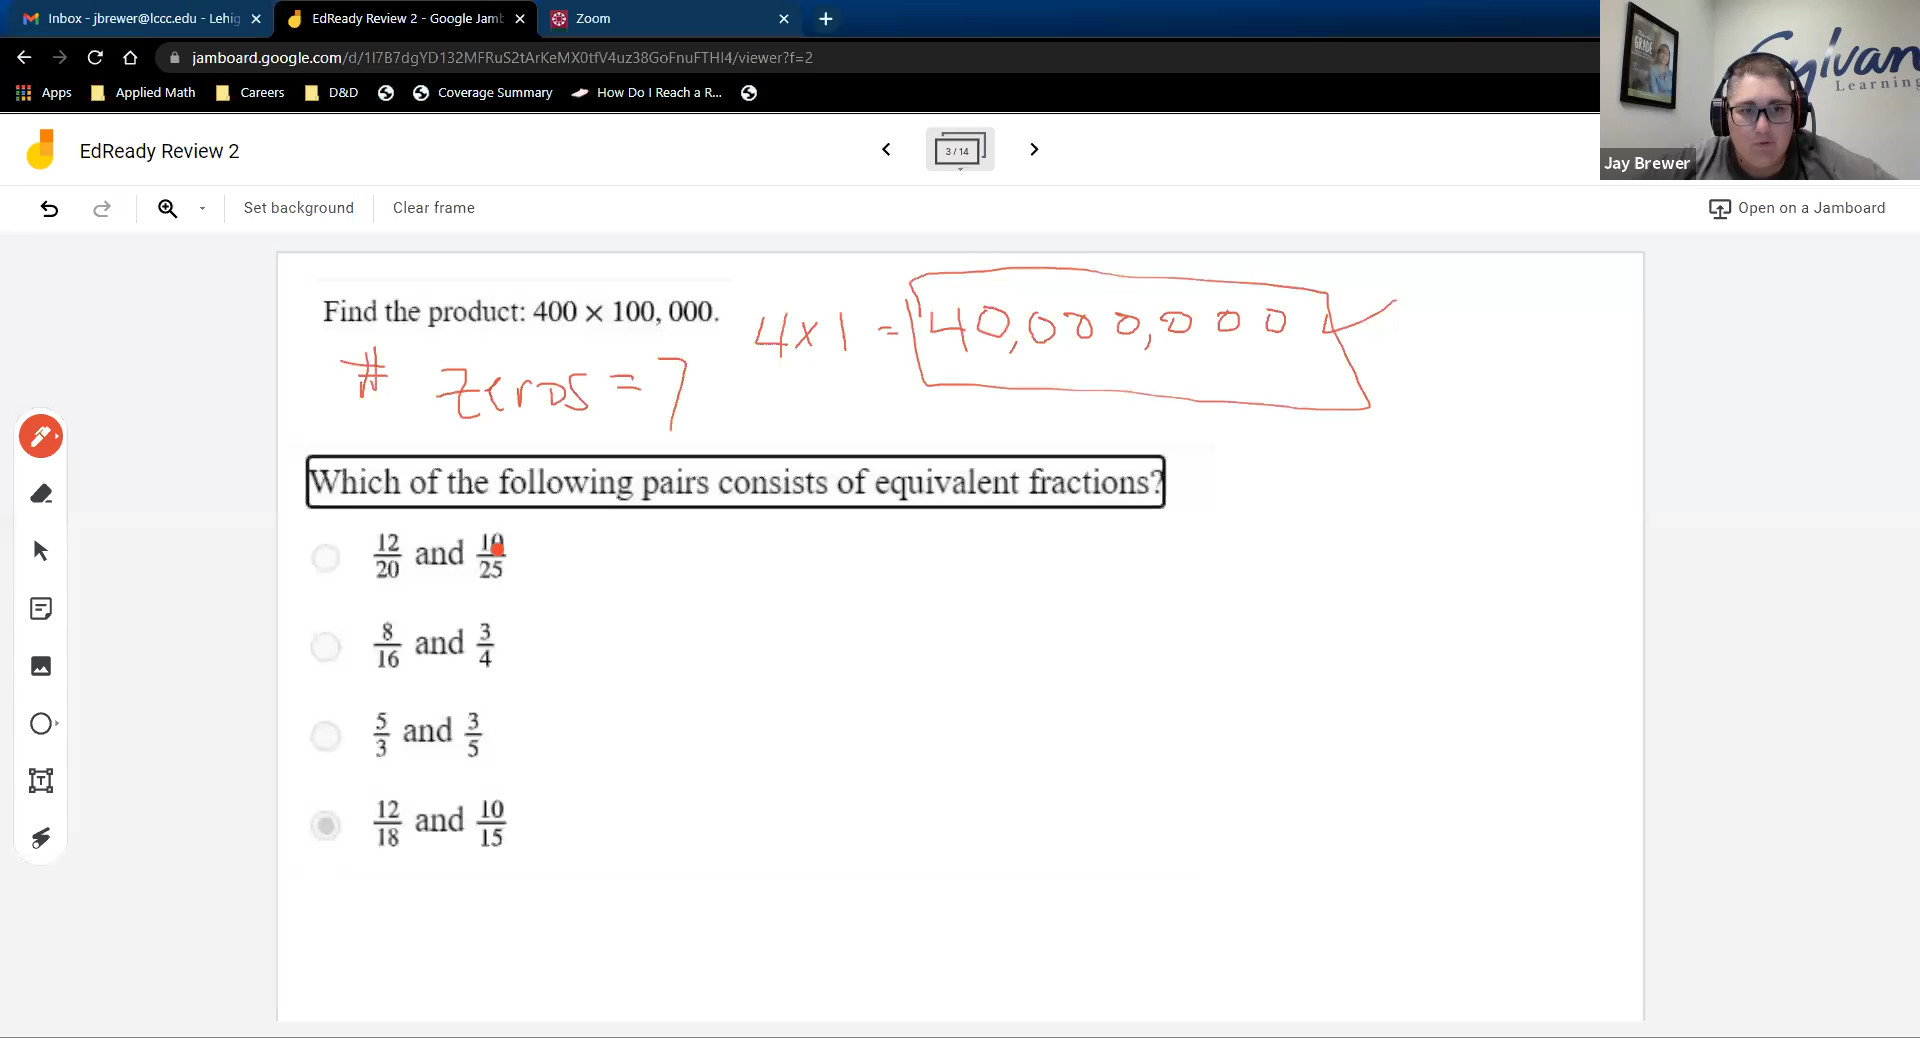 Inbox - jbrewer@lccc.edu - Lehig
EdReady Review 2 - Google Jamb
Zoom
jamboard.google.com/d/1I7B7dgYD132MFRuS2tArKeMX0tfV4uz38GoFnuFTHI4/viewer?f=2
Apps Applied Math Careers D&D Coverage Summary How Do I Reach a R...
GRADE
Sylvan
Learning
Jay Brewer
EdReady Review 2
3 / 14
Set background Clear frame Open on a Jamboard
Find the product: 400 × 100, 000.
4 x 1 = 40,000,000
# zeros = 7
Which of the following pairs consists of equivalent fractions?
12/20 and 10/25
8/16 and 3/4
5/3 and 3/5
12/18 and 10/15